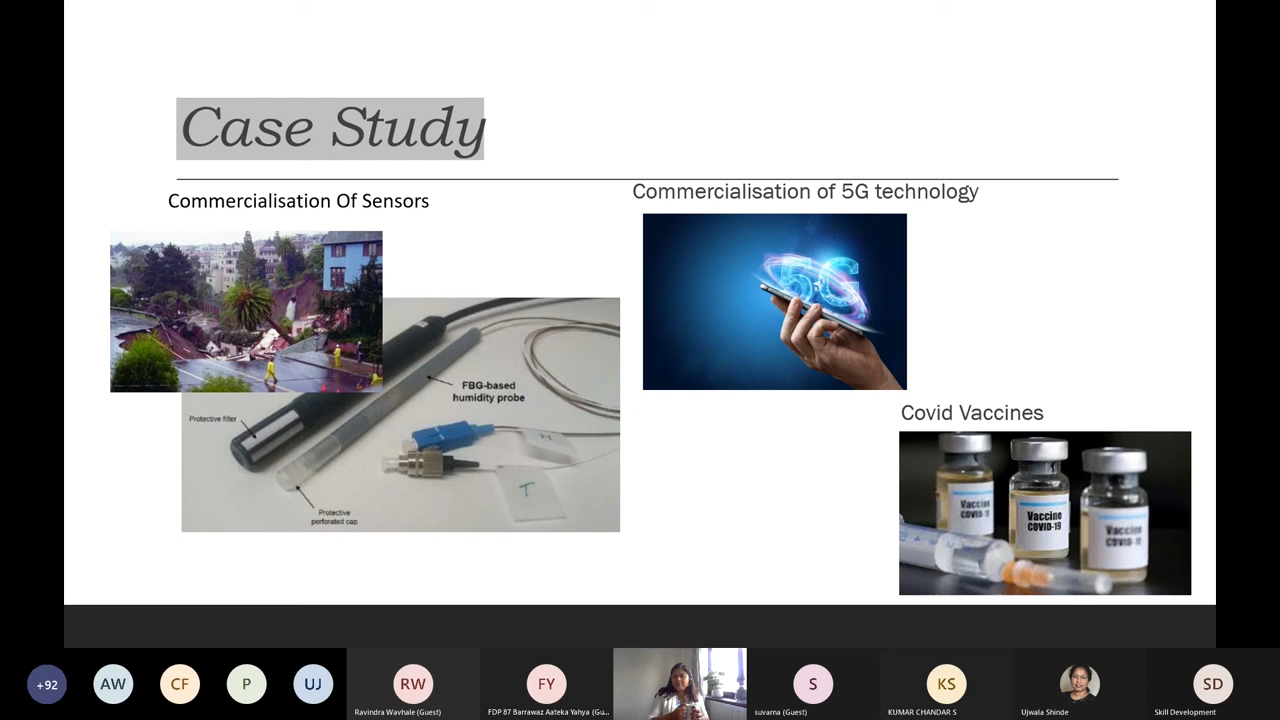 Case Study
Commercialisation Of Sensors
Commercialisation of 5G technology
5G
FBG-based
humidity probe
Protective filter
T
Protective
perforated cap
Covid Vaccines
Vaccine
COVID-19
Vaccine
COVID-19
Vaccine
COVID-19
+92
AW
CF
P
UJ
RW
Ravindra Wavhale (Guest)
FY
FDP 87 Barrawaz Aateka Yahya (Gu...
S
suvarna (Guest)
KS
KUMAR CHANDAR S
Ujwala Shinde
SD
Skill Development